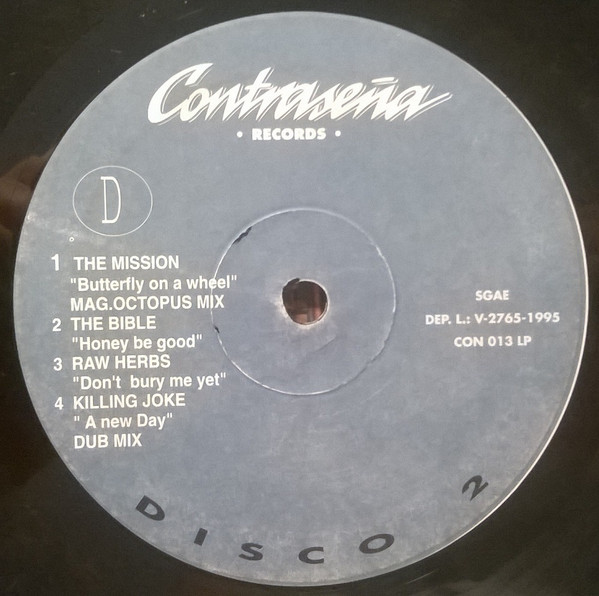 Contraseña
• RECORDS •
D
1 THE MISSION
"Butterfly on a wheel"
MAG.OCTOPUS MIX
2 THE BIBLE
"Honey be good"
3 RAW HERBS
"Don't bury me yet"
4 KILLING JOKE
" A new Day"
DUB MIX
SGAE
DEP. L.: V-2765-1995
CON 013 LP
DISCO 2